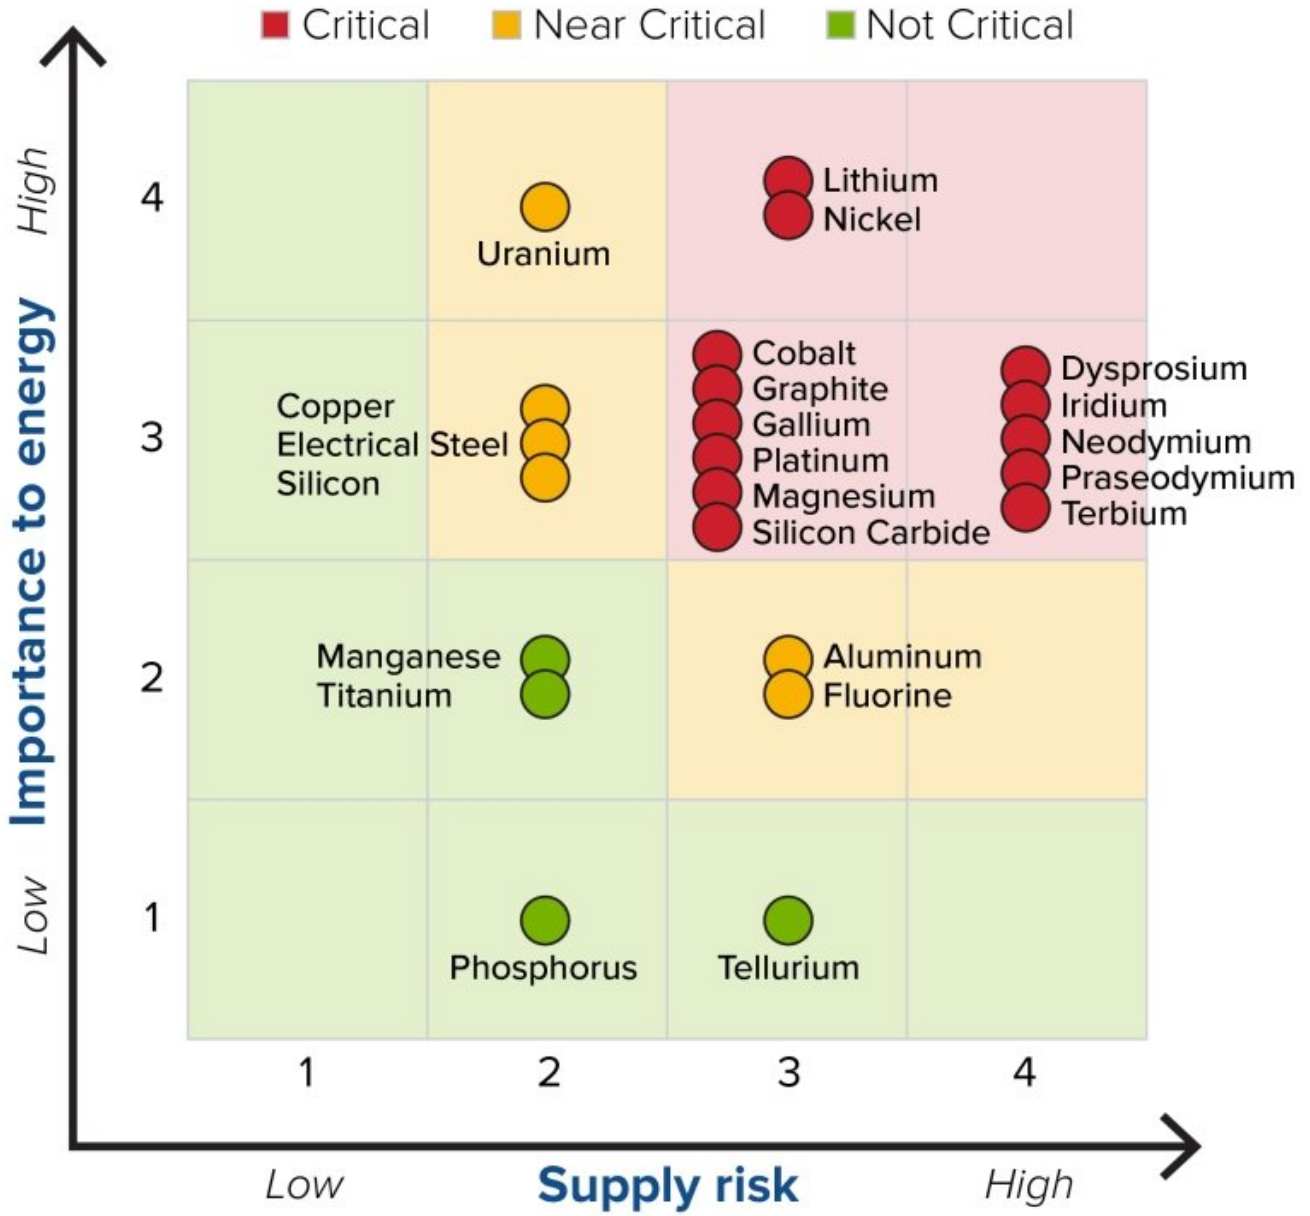 Critical
Near Critical
Not Critical
High
Importance to energy
Low
4
3
2
1
Uranium
Lithium
Nickel
Copper
Electrical Steel
Silicon
Cobalt
Graphite
Gallium
Platinum
Magnesium
Silicon Carbide
Dysprosium
Iridium
Neodymium
Praseodymium
Terbium
Manganese
Titanium
Aluminum
Fluorine
Phosphorus
Tellurium
1
2
3
4
Low
Supply risk
High